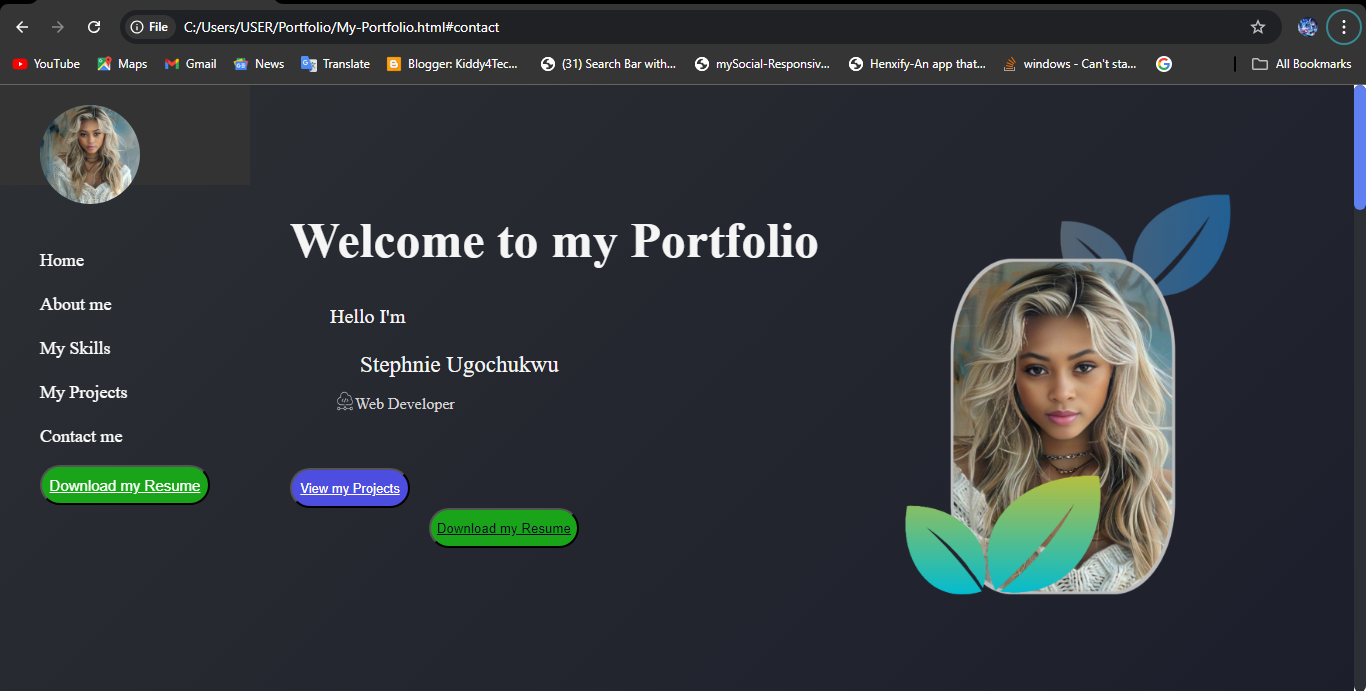 File C:/Users/USER/Portfolio/My-Portfolio.html#contact
YouTube Maps Gmail News Translate Blogger: Kiddy4Tec... (31) Search Bar with... mySocial-Responsiv... Henxify-An app that... windows - Can't sta... All Bookmarks
Home
About me
My Skills
My Projects
Contact me
Download my Resume
Welcome to my Portfolio
Hello I'm
Stephnie Ugochukwu
Web Developer
View my Projects
Download my Resume